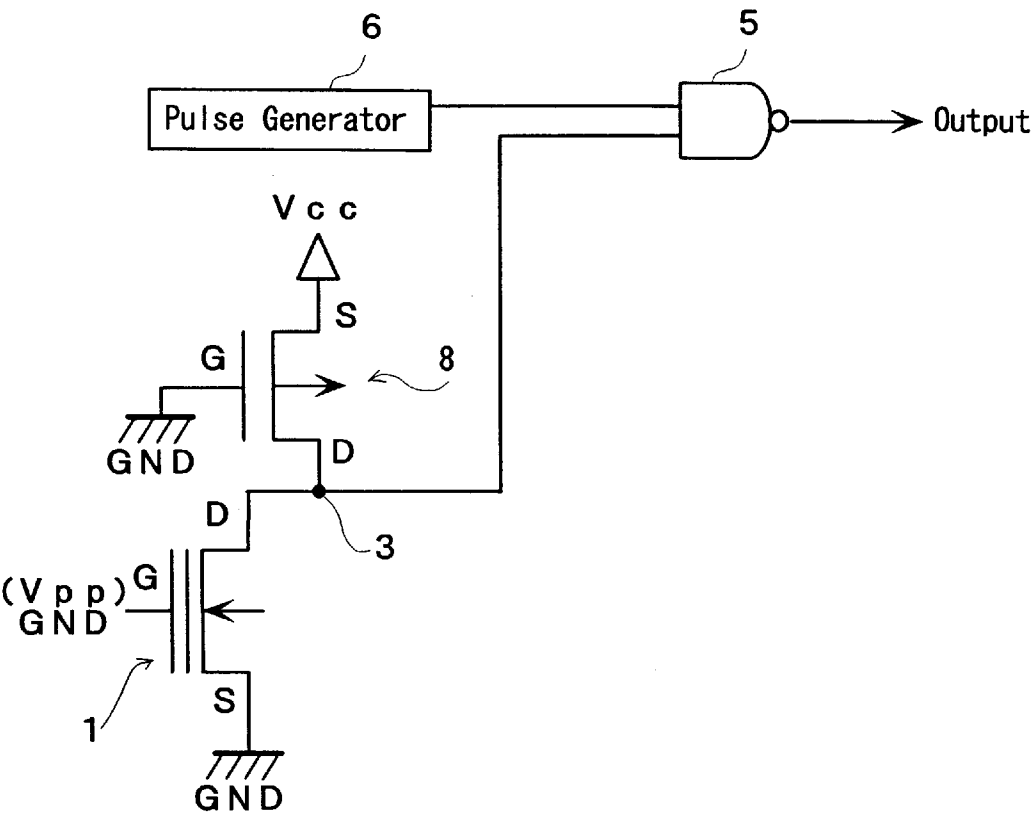 6
5
Pulse Generator
Output
Vcc
S
G
8
GND
D
D
3
(Vpp)
G
GND
S
1
GND